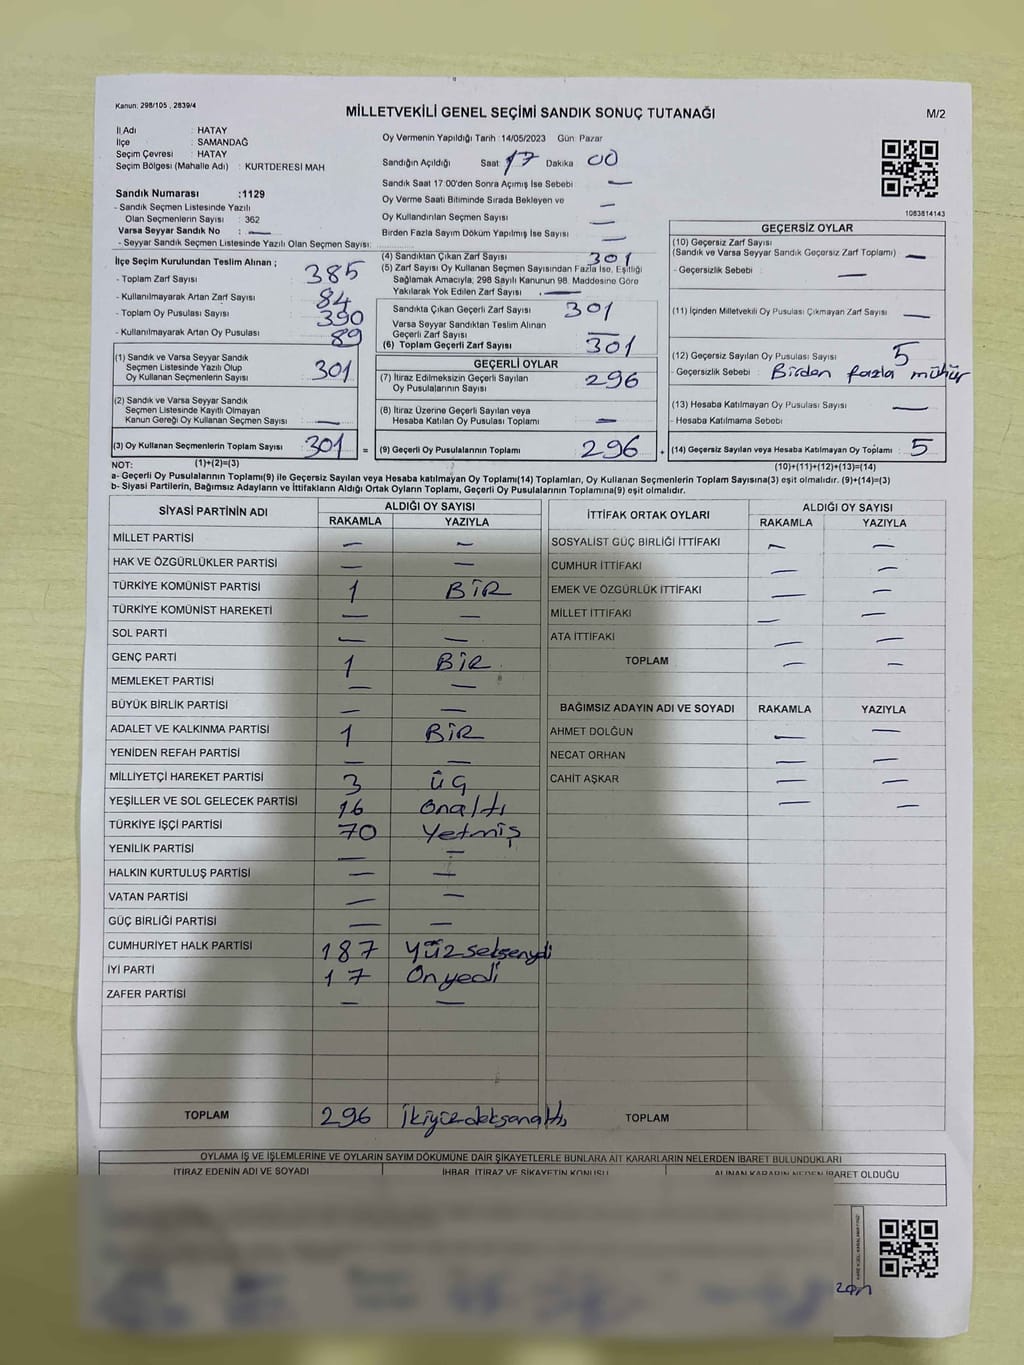 Kanun: 298/105 , 2839/4
MİLLETVEKİLİ GENEL SEÇİMİ SANDIK SONUÇ TUTANAĞI
M/2
İl Adı : HATAY
İlçe : SAMANDAĞ
Seçim Çevresi : HATAY
Seçim Bölgesi (Mahalle Adı) : KURTDERESİ MAH
Sandık Numarası :1129
- Sandık Seçmen Listesinde Yazılı
Olan Seçmenlerin Sayısı : 362
Varsa Seyyar Sandık No : —
- Seyyar Sandık Seçmen Listesinde Yazılı Olan Seçmen Sayısı:
Oy Vermenin Yapıldığı Tarih :14/05/2023 Gün Pazar
Sandığın Açıldığı Saat 17 Dakika 00
Sandık Saat 17:00'den Sonra Açımış İse Sebebi —
Oy Verme Saati Bitiminde Sırada Bekleyen ve —
Oy Kullandırılan Seçmen Sayısı —
Birden Fazla Sayım Döküm Yapılmış İse Sayısı —
1083814143
İlçe Seçim Kurulundan Teslim Alınan ;
- Toplam Zarf Sayısı 385
- Kullanılmayarak Artan Zarf Sayısı 84
- Toplam Oy Pusulası Sayısı 390
- Kullanılmayarak Artan Oy Pusulası 89
(1) Sandık ve Varsa Seyyar Sandık
Seçmen Listesinde Yazılı Olup
Oy Kullanan Seçmenlerin Sayısı 301
(2) Sandık ve Varsa Seyyar Sandık
Seçmen Listesinde Kayıtlı Olmayan
Kanun Gereği Oy Kullanan Seçmen Sayısı —
(3) Oy Kullanan Seçmenlerin Toplam Sayısı 301 =
(1)+(2)=(3)
(4) Sandıktan Çıkan Zarf Sayısı 301
(5) Zarf Sayısı Oy Kullanan Seçmen Sayısından Fazla İse, Eşitliği
Sağlamak Amacıyla, 298 Sayılı Kanunun 98. Maddesine Göre
Yakılarak Yok Edilen Zarf Sayısı —
Sandıkta Çıkan Geçerli Zarf Sayısı 301
Varsa Seyyar Sandıktan Teslim Alınan
Geçerli Zarf Sayısı —
(6) Toplam Geçerli Zarf Sayısı 301
GEÇERLİ OYLAR
(7) İtiraz Edilmeksizin Geçerli Sayılan
Oy Pusulalarının Sayısı 296
(8) İtiraz Üzerine Geçerli Sayılan veya
Hesaba Katılan Oy Pusulası Toplamı —
(9) Geçerli Oy Pusulalarının Toplamı 296 +
GEÇERSİZ OYLAR
(10) Geçersiz Zarf Sayısı
(Sandık ve Varsa Seyyar Sandık Geçersiz Zarf Toplamı) —
- Geçersizlik Sebebi : —
(11) İçinden Milletvekili Oy Pusulası Çıkmayan Zarf Sayısı —
(12) Geçersiz Sayılan Oy Pusulası Sayısı 5
- Geçersizlik Sebebi : Birden fazla mühür
(13) Hesaba Katılmayan Oy Pusulası Sayısı —
- Hesaba Katılmama Sebebi
(14) Geçersiz Sayılan veya Hesaba Katılmayan Oy Toplamı : 5
(10)+(11)+(12)+(13)=(14)
NOT:
a- Geçerli Oy Pusulalarının Toplamı(9) ile Geçersiz Sayılan veya Hesaba katılmayan Oy Toplamı(14) Toplamları, Oy Kullanan Seçmenlerin Toplam Sayısına(3) eşit olmalıdır. (9)+(14)=(3)
b- Siyasi Partilerin, Bağımsız Adayların ve İttifakların Aldığı Ortak Oyların Toplamı, Geçerli Oy Pusulalarının Toplamına(9) eşit olmalıdır.
SİYASİ PARTİNİN ADI ALDIĞI OY SAYISI
RAKAMLA YAZIYLA
MİLLET PARTİSİ — —
HAK VE ÖZGÜRLÜKLER PARTİSİ — —
TÜRKİYE KOMÜNİST PARTİSİ 1 BİR
TÜRKİYE KOMÜNİST HAREKETİ — —
SOL PARTİ — —
GENÇ PARTİ 1 BİR
MEMLEKET PARTİSİ — —
BÜYÜK BİRLİK PARTİSİ — —
ADALET VE KALKINMA PARTİSİ 1 BİR
YENİDEN REFAH PARTİSİ — —
MİLLİYETÇİ HAREKET PARTİSİ 3 üç
YEŞİLLER VE SOL GELECEK PARTİSİ 16 onaltı
TÜRKİYE İŞÇİ PARTİSİ 70 yetmiş
YENİLİK PARTİSİ — —
HALKIN KURTULUŞ PARTİSİ — —
VATAN PARTİSİ — —
GÜÇ BİRLİĞİ PARTİSİ — —
CUMHURİYET HALK PARTİSİ 187 Yüzseksenydi
İYİ PARTİ 17 Onyedi
ZAFER PARTİSİ — —
TOPLAM 296 ikiyüzdoksanaltı
İTTİFAK ORTAK OYLARI ALDIĞI OY SAYISI
RAKAMLA YAZIYLA
SOSYALİST GÜÇ BİRLİĞİ İTTİFAKI — —
CUMHUR İTTİFAKI — —
EMEK VE ÖZGÜRLÜK İTTİFAKI — —
MİLLET İTTİFAKI — —
ATA İTTİFAKI — —
TOPLAM — —
BAĞIMSIZ ADAYIN ADI VE SOYADI RAKAMLA YAZIYLA
AHMET DOLĞUN — —
NECAT ORHAN — —
CAHİT AŞKAR — —
— —
TOPLAM
OYLAMA İŞ VE İŞLEMLERİNE VE OYLARIN SAYIM DÖKÜMÜNE DAİR ŞİKAYETLERLE BUNLARA AİT KARARLARIN NELERDEN İBARET BULUNDUKLARI
İTİRAZ EDENİN ADI VE SOYADI İHBAR, İTİRAZ VE ŞİKAYETİN KONUSU ALINAN KARARIN NEDEN İBARET OLDUĞU